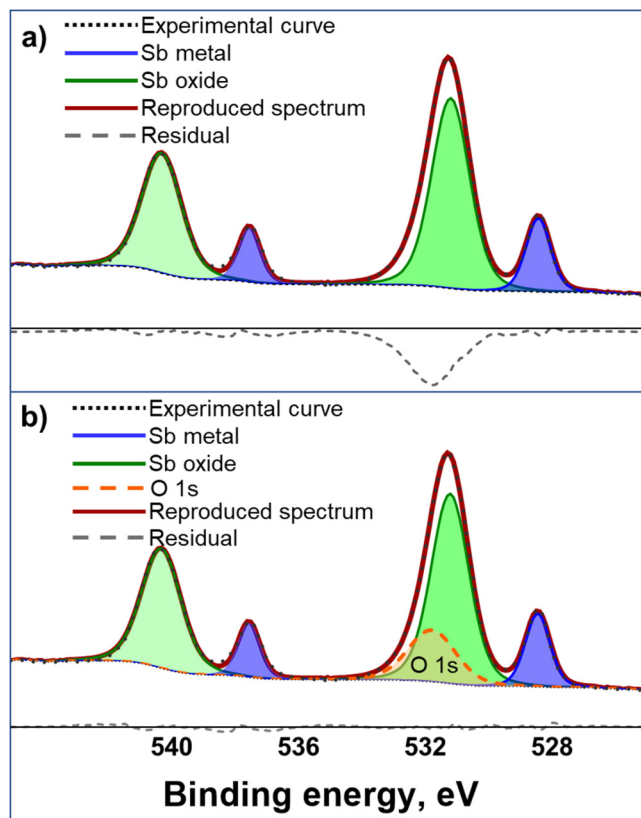 a)
Experimental curve
Sb metal
Sb oxide
Reproduced spectrum
Residual
b)
Experimental curve
Sb metal
Sb oxide
O 1s
Reproduced spectrum
Residual
O 1s
540 536 532 528
Binding energy, eV